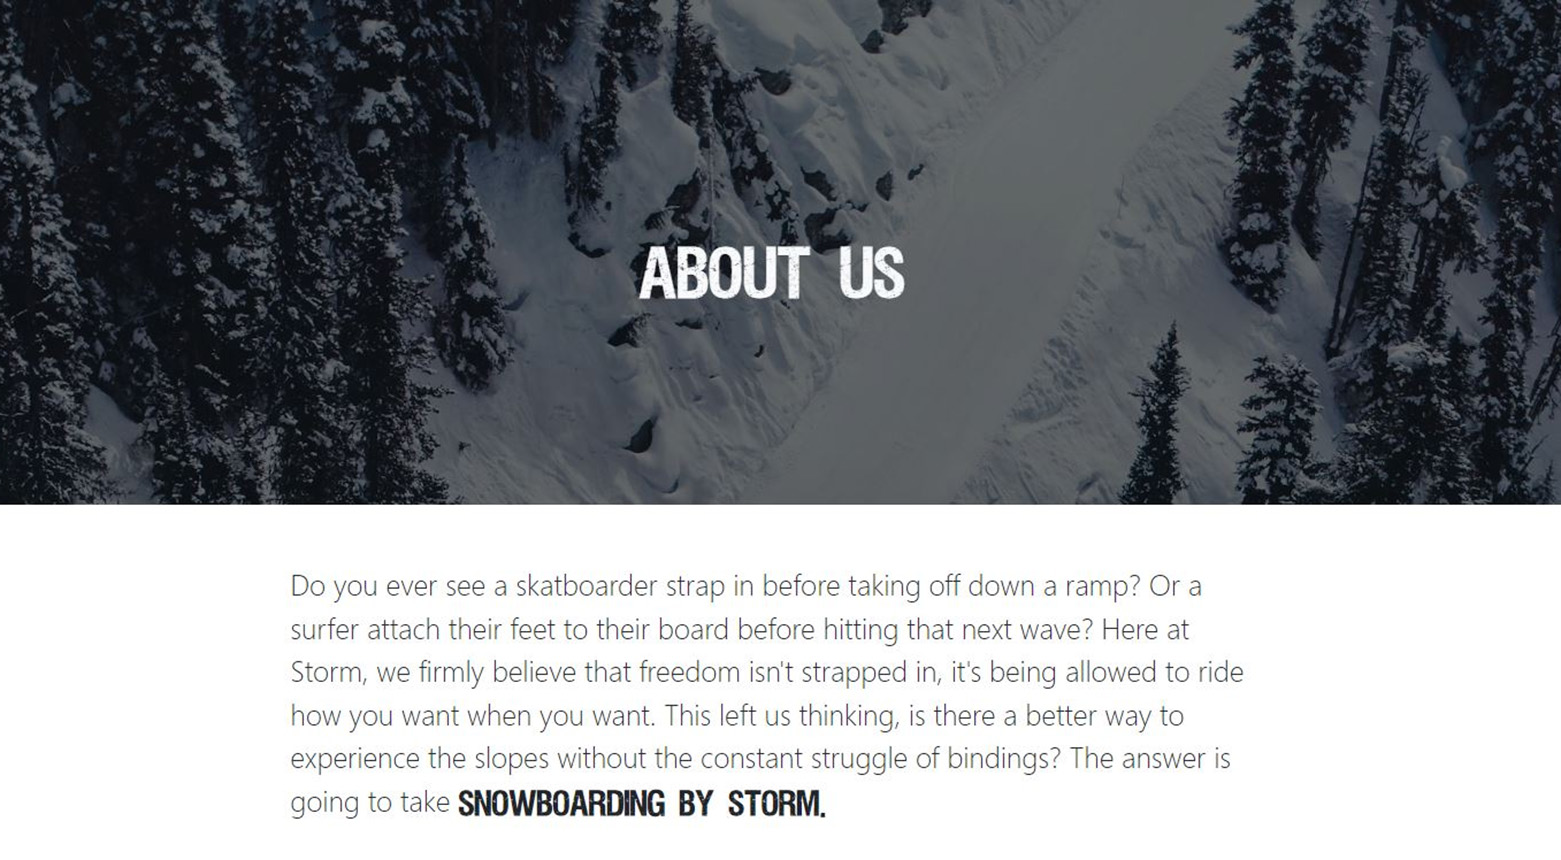 ABOUT US
Do you ever see a skatboarder strap in before taking off down a ramp? Or a
surfer attach their feet to their board before hitting that next wave? Here at
Storm, we firmly believe that freedom isn't strapped in, it's being allowed to ride
how you want when you want. This left us thinking, is there a better way to
experience the slopes without the constant struggle of bindings? The answer is
going to take SNOWBOARDING BY STORM.